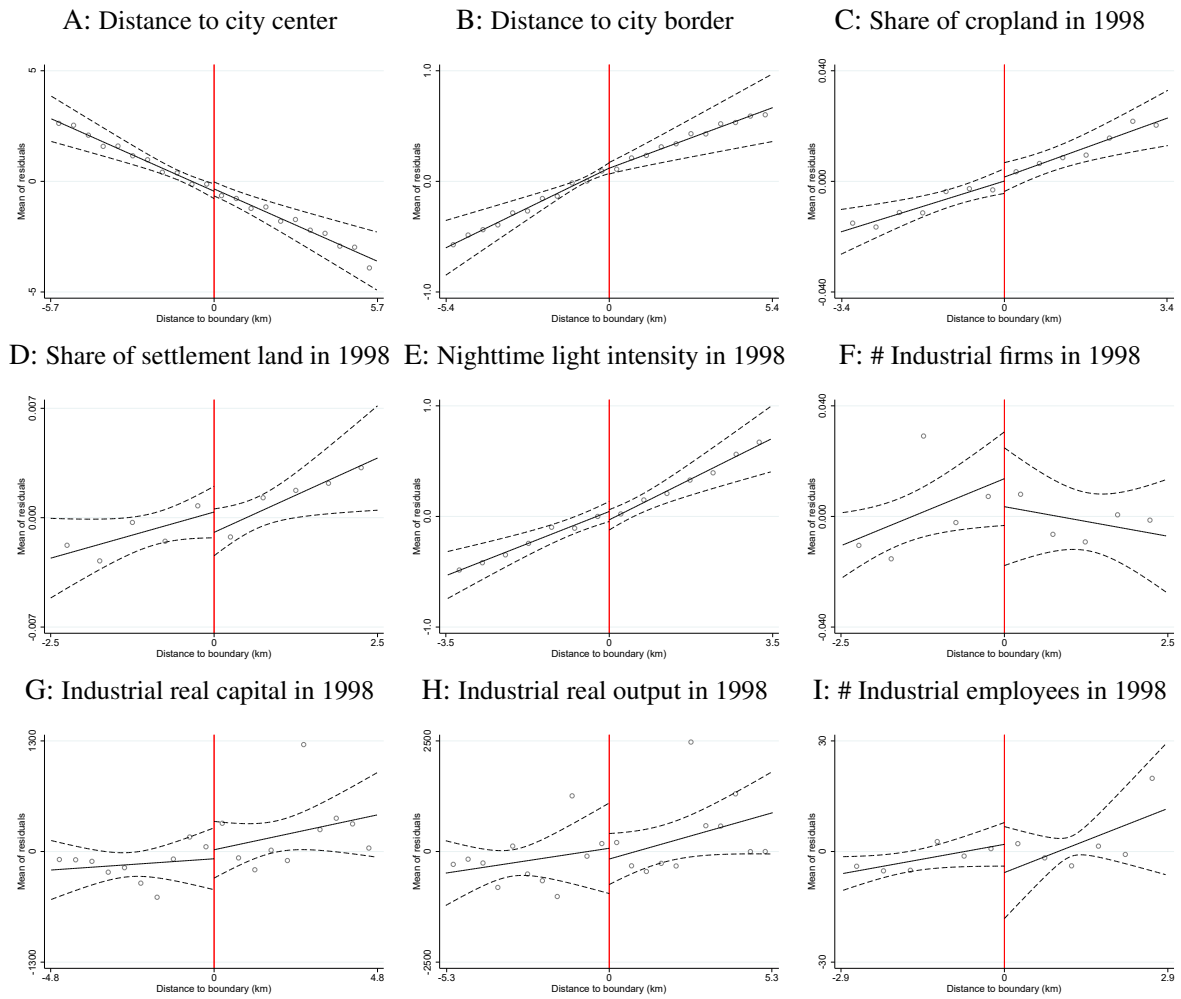 A: Distance to city center
5
0
-5
Mean of residuals
-5.7
0
5.7
Distance to boundary (km)
B: Distance to city border
1.0
0.0
-1.0
Mean of residuals
-5.4
0
5.4
Distance to boundary (km)
C: Share of cropland in 1998
0.040
0.000
-0.040
Mean of residuals
-3.4
0
3.4
Distance to boundary (km)
D: Share of settlement land in 1998
0.007
0.000
-0.007
Mean of residuals
-2.5
0
2.5
Distance to boundary (km)
E: Nighttime light intensity in 1998
1.0
0.0
-1.0
Mean of residuals
-3.5
0
3.5
Distance to boundary (km)
F: # Industrial firms in 1998
0.040
0.000
-0.040
Mean of residuals
-2.5
0
2.5
Distance to boundary (km)
G: Industrial real capital in 1998
1300
0
-1300
Mean of residuals
-4.8
0
4.8
Distance to boundary (km)
H: Industrial real output in 1998
2500
0
-2500
Mean of residuals
-5.3
0
5.3
Distance to boundary (km)
I: # Industrial employees in 1998
30
0
-30
Mean of residuals
-2.9
0
2.9
Distance to boundary (km)